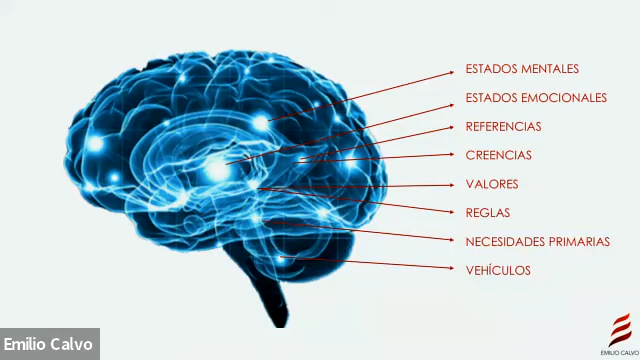 ESTADOS MENTALES
ESTADOS EMOCIONALES
REFERENCIAS
CREENCIAS
VALORES
REGLAS
NECESIDADES PRIMARIAS
VEHÍCULOS
Emilio Calvo
EMILIO CALVO